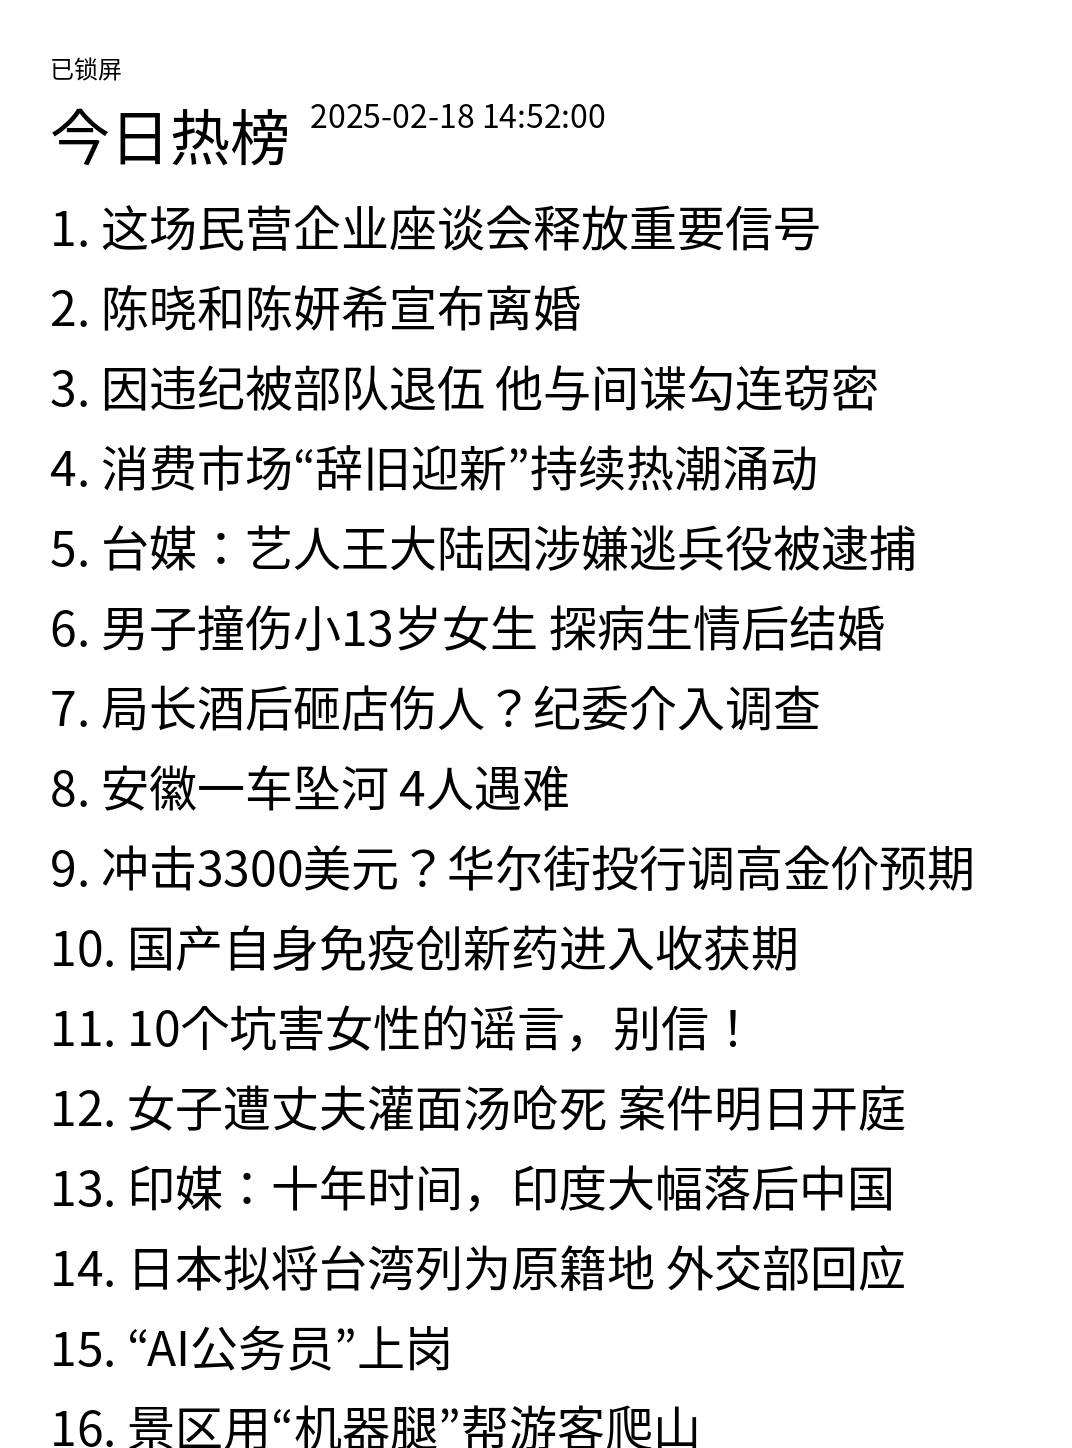 已锁屏
今日热榜 2025-02-18 14:52:00
1. 这场民营企业座谈会释放重要信号
2. 陈晓和陈妍希宣布离婚
3. 因违纪被部队退伍 他与间谍勾连窃密
4. 消费市场“辞旧迎新”持续热潮涌动
5. 台媒：艺人王大陆因涉嫌逃兵役被逮捕
6. 男子撞伤小13岁女生 探病生情后结婚
7. 局长酒后砸店伤人？纪委介入调查
8. 安徽一车坠河 4人遇难
9. 冲击3300美元？华尔街投行调高金价预期
10. 国产自身免疫创新药进入收获期
11. 10个坑害女性的谣言，别信！
12. 女子遭丈夫灌面汤呛死 案件明日开庭
13. 印媒：十年时间，印度大幅落后中国
14. 日本拟将台湾列为原籍地 外交部回应
15. “AI公务员”上岗
16. 景区用“机器腿”帮游客爬山